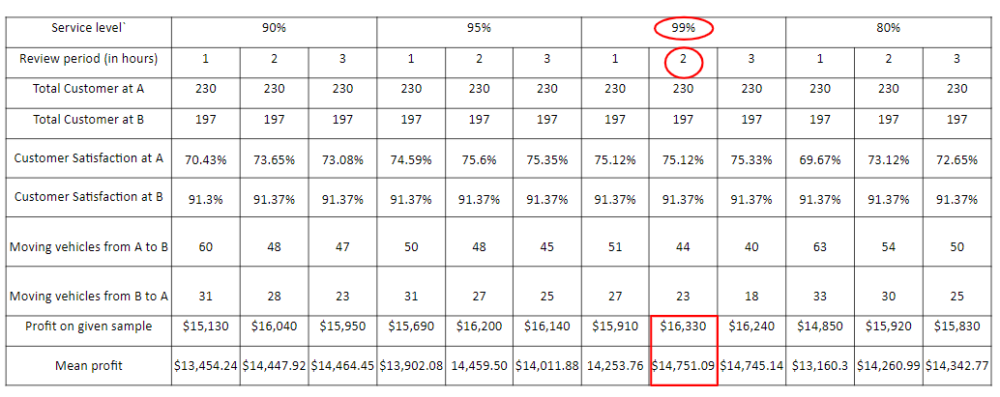 Service level` 90% 95% 99% 80%
Review period (in hours) 1 2 3 1 2 3 1 2 3 1 2 3
Total Customer at A 230 230 230 230 230 230 230 230 230 230 230 230
Total Customer at B 197 197 197 197 197 197 197 197 197 197 197 197
Customer Satisfaction at A 70.43% 73.65% 73.08% 74.59% 75.6% 75.35% 75.12% 75.12% 75.33% 69.67% 73.12% 72.65%
Customer Satisfaction at B 91.3% 91.37% 91.37% 91.37% 91.37% 91.37% 91.37% 91.37% 91.37% 91.37% 91.37% 91.37%
Moving vehicles from A to B 60 48 47 50 48 45 51 44 40 63 54 50
Moving vehicles from B to A 31 28 23 31 27 25 27 23 18 33 30 25
Profit on given sample $15,130 $16,040 $15,950 $15,690 $16,200 $16,140 $15,910 $16,330 $16,240 $14,850 $15,920 $15,830
Mean profit $13,454.24 $14,447.92 $14,464.45 $13,902.08 14,459.50 $14,011.88 14,253.76 $14,751.09 $14,745.14 $13,160.3 $14,260.99 $14,342.77